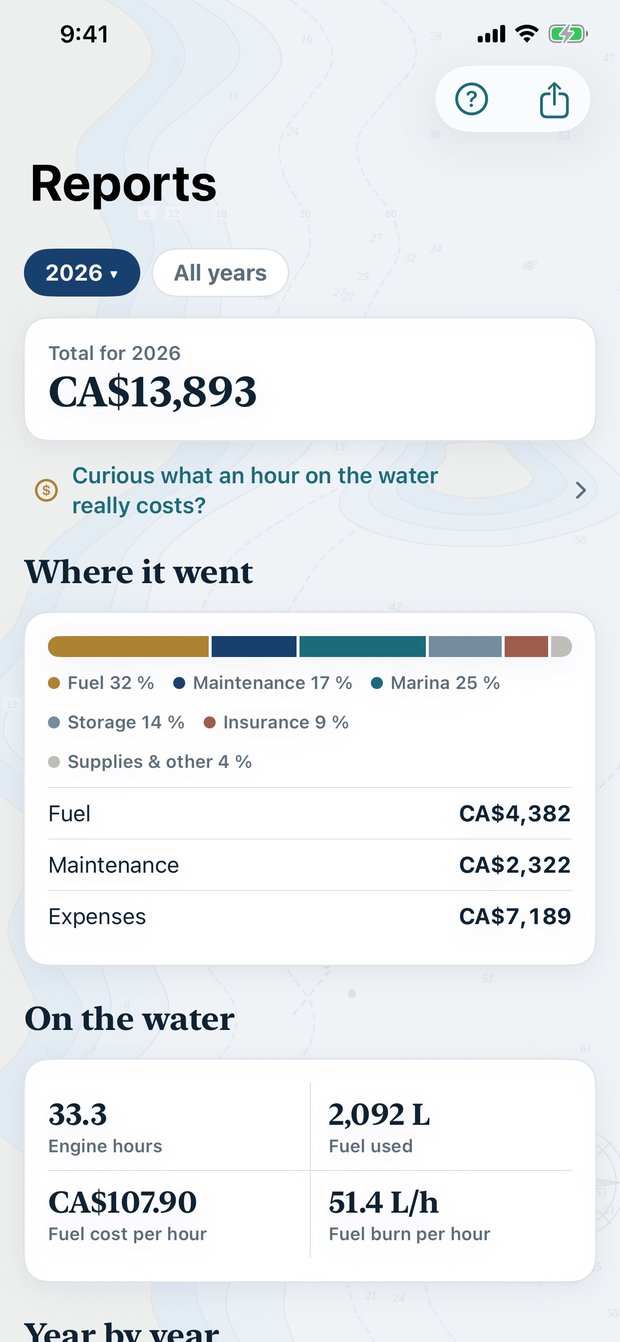 9:41
Reports
2026 ▾
All years
Total for 2026
CA$13,893
Curious what an hour on the water
really costs?
Where it went
Fuel 32 % Maintenance 17 % Marina 25 %
Storage 14 % Insurance 9 %
Supplies & other 4 %
Fuel CA$4,382
Maintenance CA$2,322
Expenses CA$7,189
On the water
33.3
Engine hours
2,092 L
Fuel used
CA$107.90
Fuel cost per hour
51.4 L/h
Fuel burn per hour
Year by year